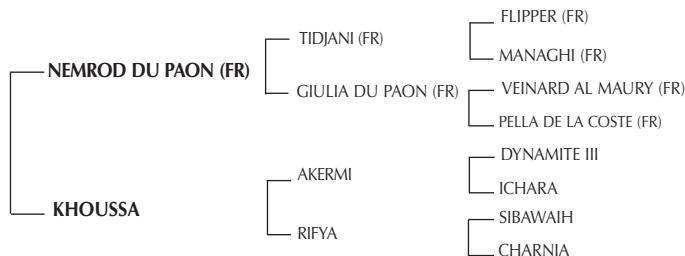 FLIPPER (FR)
TIDJANI (FR)
MANAGHI (FR)
NEMROD DU PAON (FR)
GIULIA DU PAON (FR)
VEINARD AL MAURY (FR)
PELLA DE LA COSTE (FR)
DYNAMITE III
AKERMI
ICHARA
KHOUSSA
SIBAWAIH
RIFYA
CHARNIA